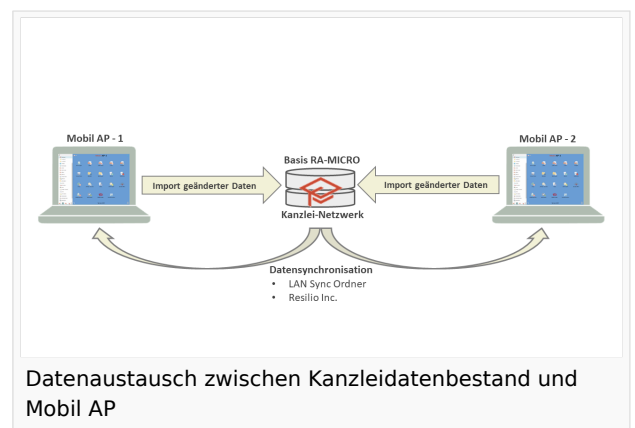 Mobil AP - 1
Mobil AP - 2
Basis RA-MICRO
Import geänderter Daten
Import geänderter Daten
Kanzlei-Netzwerk
Datensynchronisation
• LAN Sync Ordner
• Resilio Inc.
Datenaustausch zwischen Kanzleidatenbestand und
Mobil AP